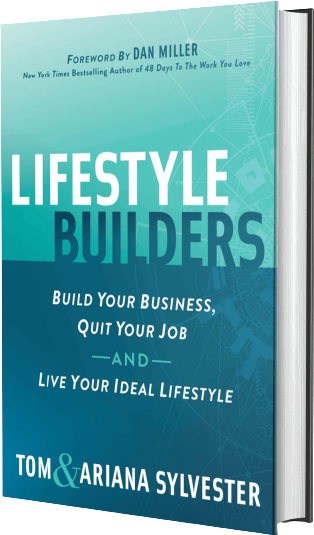 FOREWORD BY DAN MILLER
New York Times Bestselling Author of 48 Days To The Work You Love
LIFESTYLE
BUILDERS
BUILD YOUR BUSINESS,
QUIT YOUR JOB
—AND—
LIVE YOUR IDEAL LIFESTYLE
TOM & ARIANA SYLVESTER